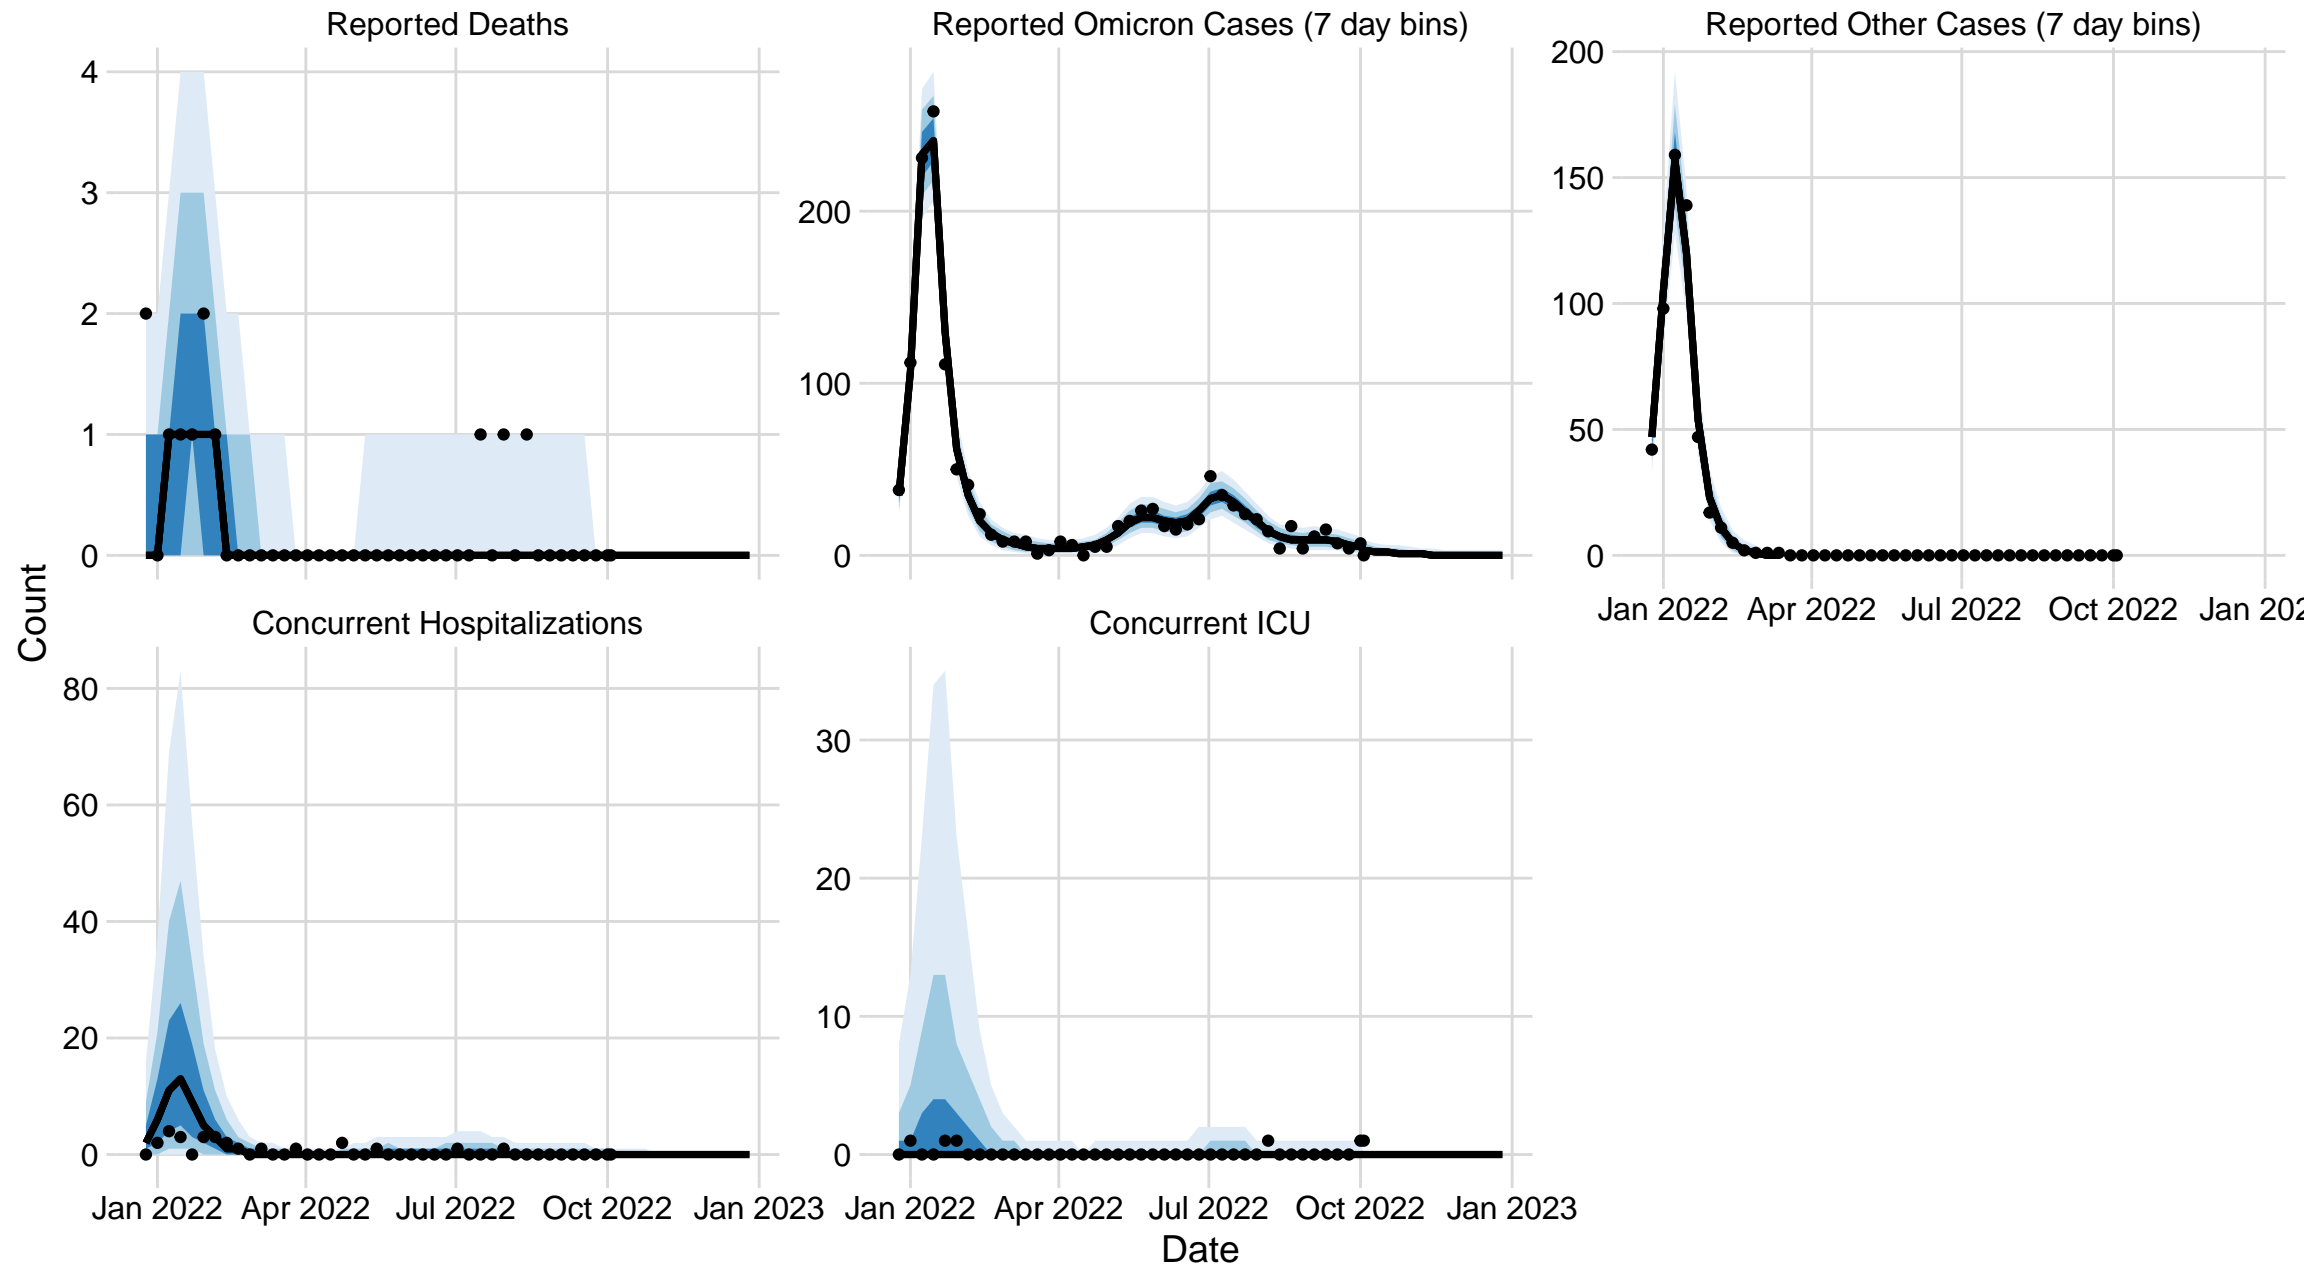 Reported Deaths
Reported Omicron Cases (7 day bins)
Reported Other Cases (7 day bins)
4
3
2
1
0
200
100
0
200
150
100
50
0
Jan 2022 Apr 2022 Jul 2022 Oct 2022 Jan 202
Count
Concurrent Hospitalizations
Concurrent ICU
80
60
40
20
0
30
20
10
0
Jan 2022 Apr 2022 Jul 2022 Oct 2022 Jan 2023
Jan 2022 Apr 2022 Jul 2022 Oct 2022 Jan 2023
Date